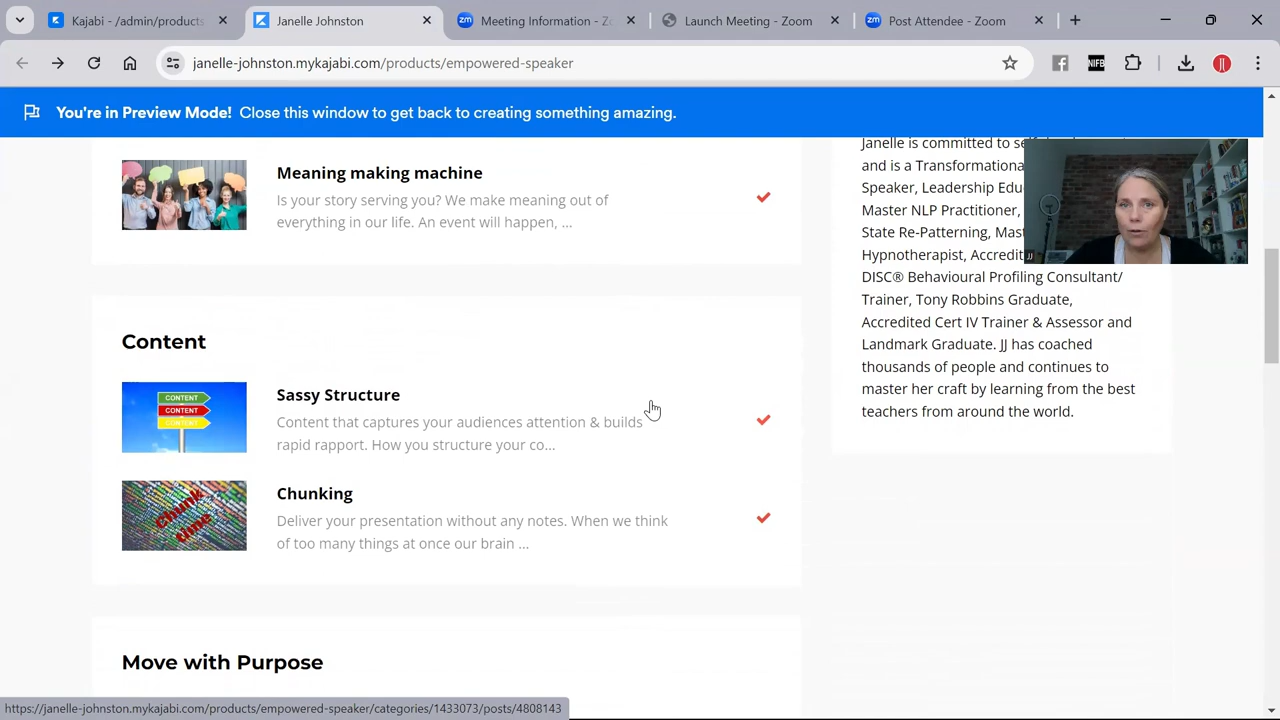 Kajabi - /admin/products
Janelle Johnston
Meeting Information - Z
Launch Meeting - Zoom
Post Attendee - Zoom
janelle-johnston.mykajabi.com/products/empowered-speaker
NIFB
You're in Preview Mode! Close this window to get back to creating something amazing.
Meaning making machine
Is your story serving you? We make meaning out of
everything in our life. An event will happen, ...
Content
Sassy Structure
Content that captures your audiences attention & builds
rapid rapport. How you structure your co...
Chunking
Deliver your presentation without any notes. When we think
of too many things at once our brain ...
Move with Purpose
Janelle is committed to
and is a Transformational
Speaker, Leadership
Master NLP Practitioner,
State Re-Patterning,
Hypnotherapist,
DISC® Behavioural Profiling Consultant/
Trainer, Tony Robbins Graduate,
Accredited Cert IV Trainer & Assessor and
Landmark Graduate. JJ has coached
thousands of people and continues to
master her craft by learning from the best
teachers from around the world.
JJ
CONTENT
CONTENT
CONTENT
Chunk
time
https://janelle-johnston.mykajabi.com/products/empowered-speaker/categories/1433073/posts/4808143